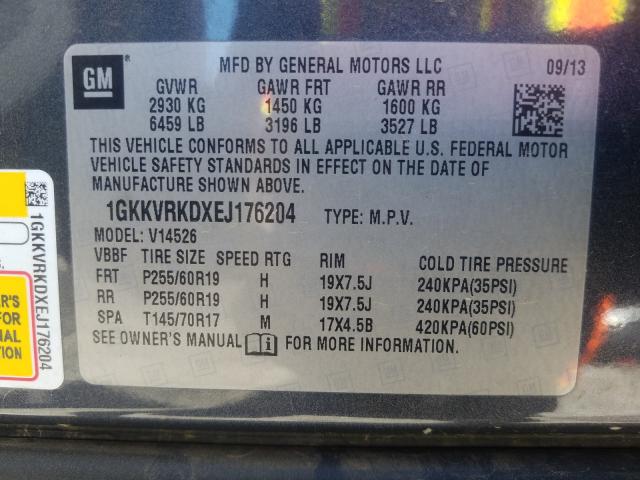 GM
MFD BY GENERAL MOTORS LLC 09/13
GVWR GAWR FRT GAWR RR
2930 KG 1450 KG 1600 KG
6459 LB 3196 LB 3527 LB
THIS VEHICLE CONFORMS TO ALL APPLICABLE U.S. FEDERAL MOTOR
VEHICLE SAFETY STANDARDS IN EFFECT ON THE DATE OF
MANUFACTURE SHOWN ABOVE.
1GKKVRKDXEJ176204 TYPE: M.P.V.
MODEL: V14526
VBBF TIRE SIZE SPEED RTG RIM COLD TIRE PRESSURE
FRT P255/60R19 H 19X7.5J 240KPA(35PSI)
RR P255/60R19 H 19X7.5J 240KPA(35PSI)
SPA T145/70R17 M 17X4.5B 420KPA(60PSI)
SEE OWNER'S MANUAL FOR MORE INFORMATION.
1GKKVRKDXEJ176204
ER'S
FOR
NAL
TION